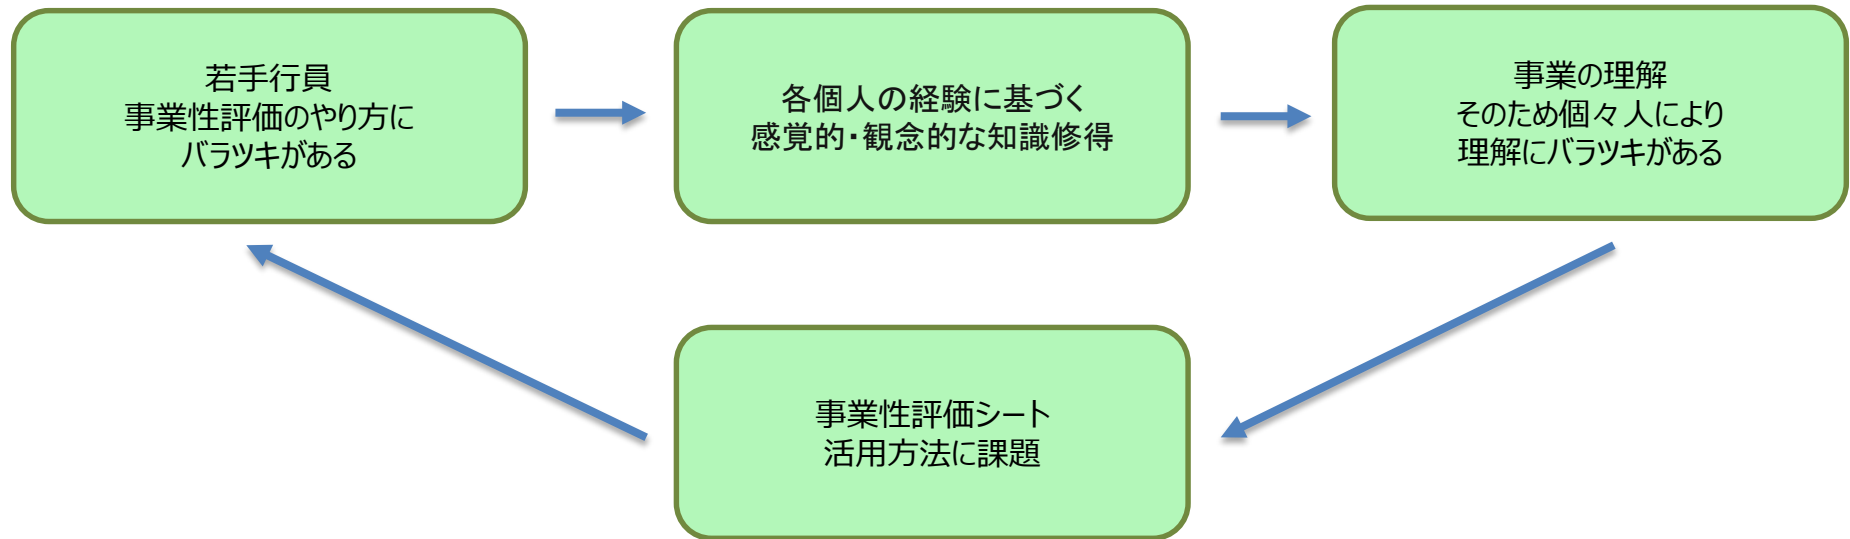 若手行員
事業性評価のやり方に
バラツキがある
各個人の経験に基づく
感覚的・観念的な知識修得
事業の理解
そのため個々人により
理解にバラツキがある
事業性評価シート
活用方法に課題